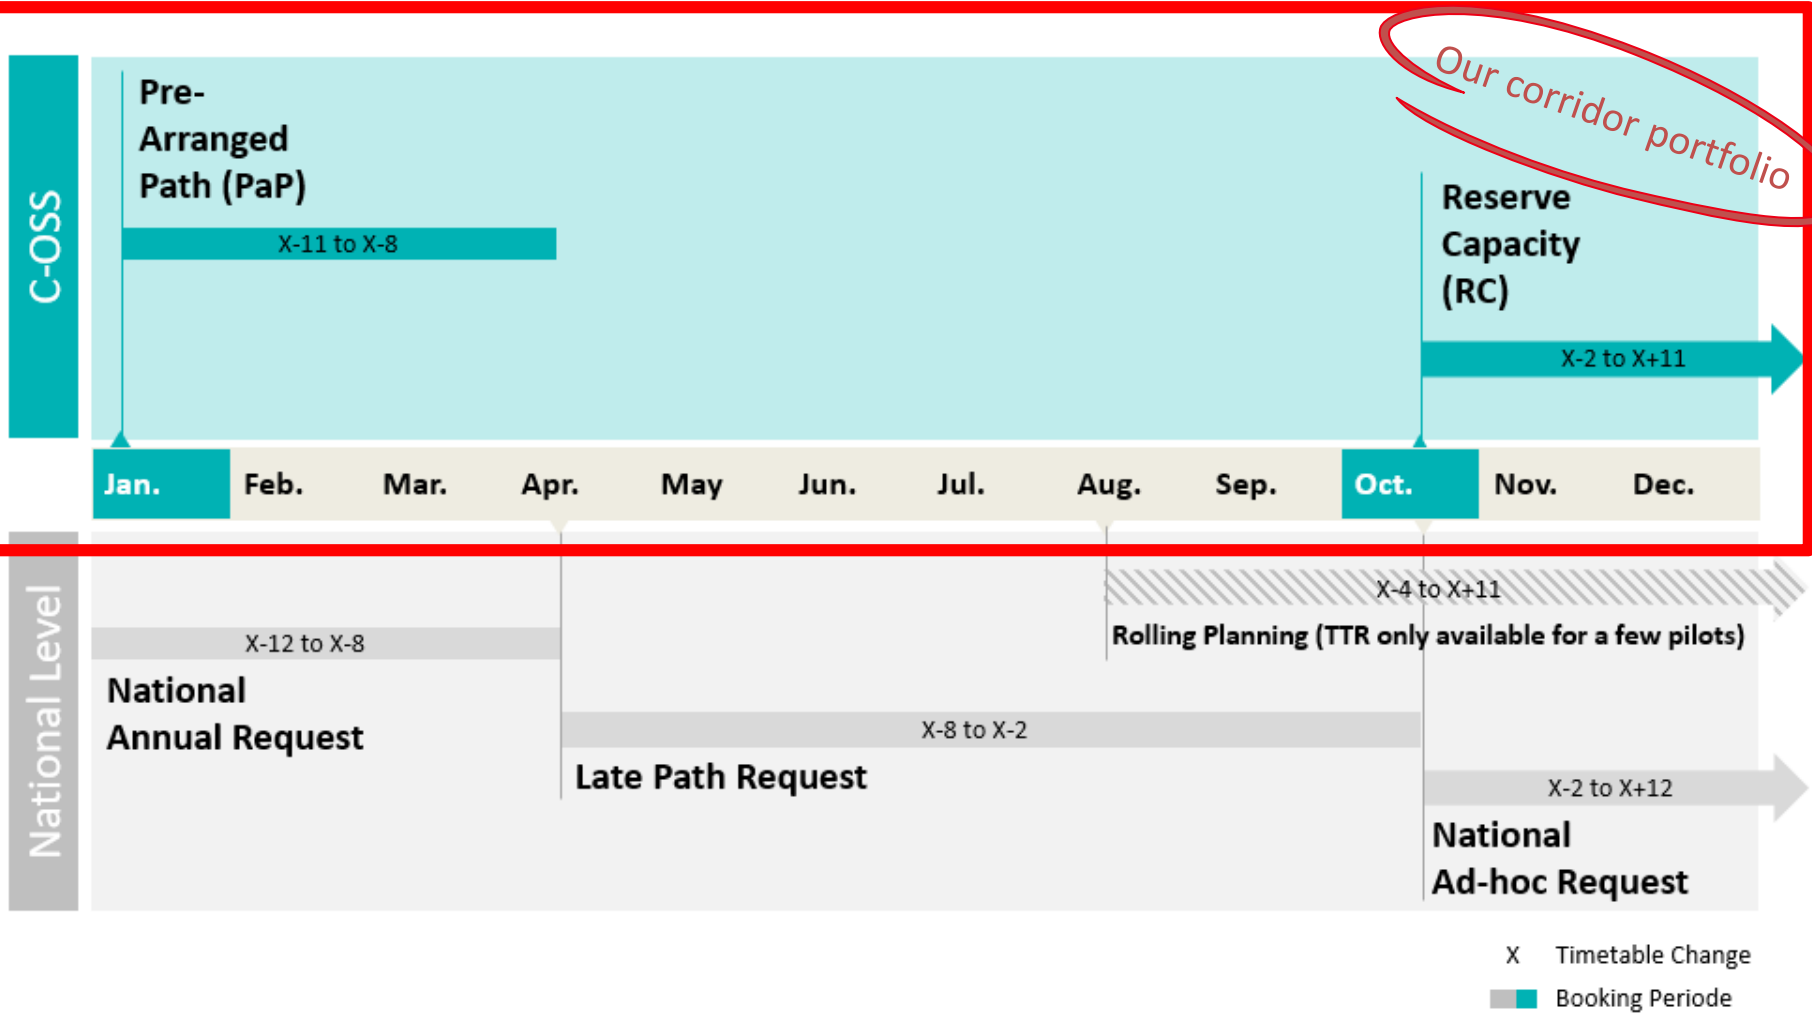 Our corridor portfolio
C-OSS
Pre-
Arranged
Path (PaP)
X-11 to X-8
Reserve
Capacity
(RC)
X-2 to X+11
Jan. Feb. Mar. Apr. May Jun. Jul. Aug. Sep. Oct. Nov. Dec.
National Level
X-4 to X+11
Rolling Planning (TTR only available for a few pilots)
X-12 to X-8
National
Annual Request
X-8 to X-2
Late Path Request
X-2 to X+12
National
Ad-hoc Request
X Timetable Change
Booking Periode